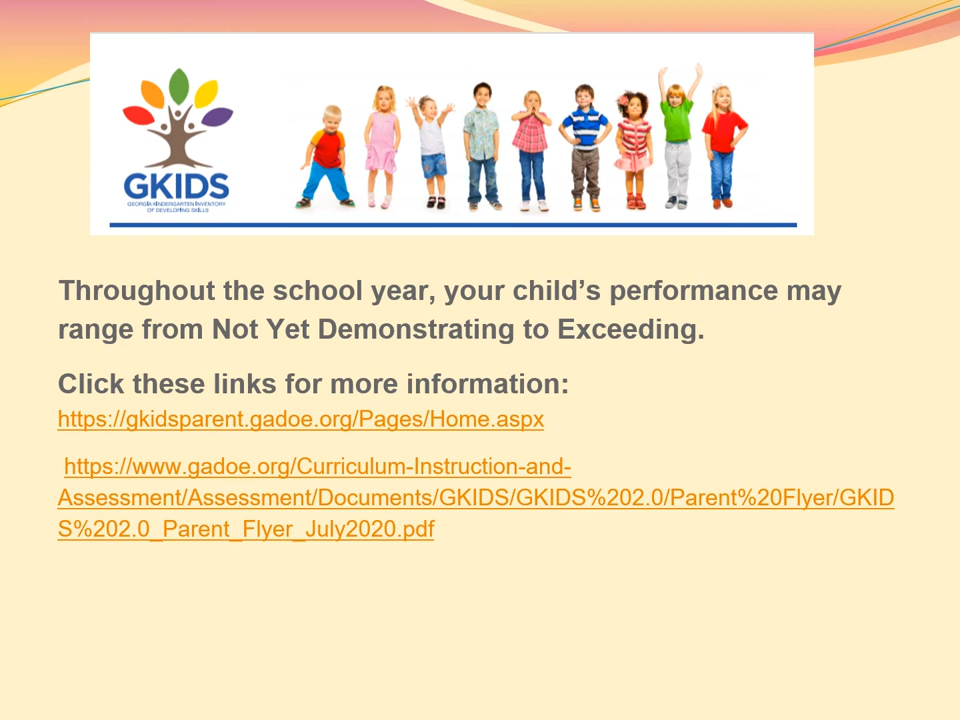 GKIDS
GEORGIA KINDERGARTEN INVENTORY
OF DEVELOPING SKILLS
Throughout the school year, your child’s performance may
range from Not Yet Demonstrating to Exceeding.
Click these links for more information:
https://gkidsparent.gadoe.org/Pages/Home.aspx
https://www.gadoe.org/Curriculum-Instruction-and-
Assessment/Assessment/Documents/GKIDS/GKIDS%202.0/Parent%20Flyer/GKID
S%202.0_Parent_Flyer_July2020.pdf